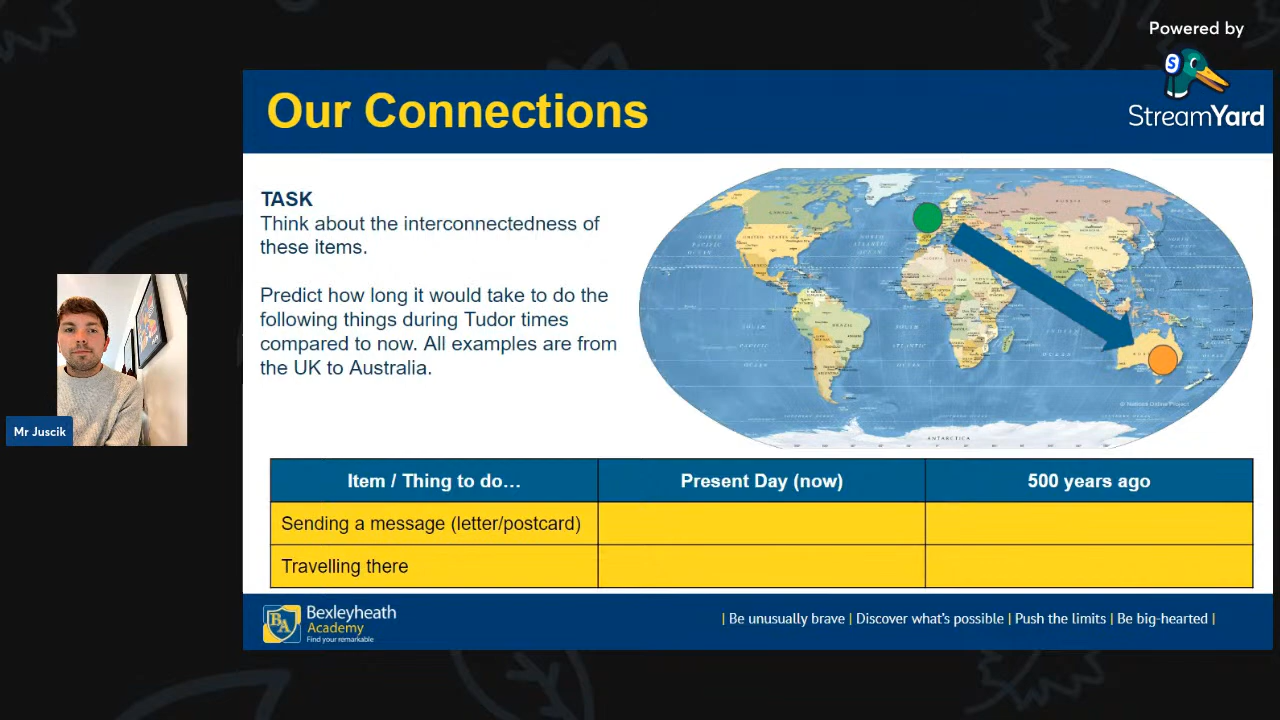 Powered by
StreamYard
Our Connections
TASK
Think about the interconnectedness of
these items.
Predict how long it would take to do the
following things during Tudor times
compared to now. All examples are from
the UK to Australia.
ANTARCTICA
Mr Juscik
Item / Thing to do…
Present Day (now)
500 years ago
Sending a message (letter/postcard)
Travelling there
BA
Bexleyheath
Academy
Find your remarkable
| Be unusually brave | Discover what's possible | Push the limits | Be big-hearted |